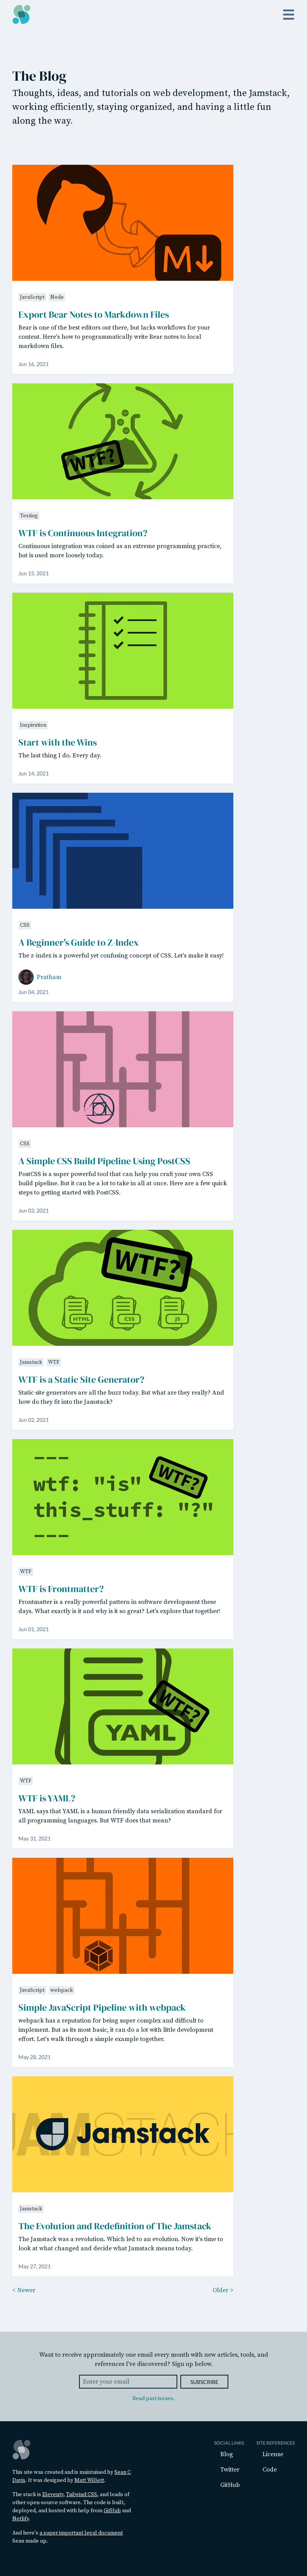 The Blog
Thoughts, ideas, and tutorials on web development, the Jamstack,
working efficiently, staying organized, and having a little fun
along the way.
M
JavaScript Node
Export Bear Notes to Markdown Files
Bear is one of the best editors out there, but lacks workflows for your
content. Here's how to programmatically write Bear notes to local
markdown files.
Jun 16, 2021
WTF?
Testing
WTF is Continuous Integration?
Continuous integration was coined as an extreme programming practice,
but is used more loosely today.
Jun 15, 2021
Inspiration
Start with the Wins
The last thing I do. Every day.
Jun 14, 2021
CSS
A Beginner's Guide to Z-Index
The z-index is a powerful yet confusing concept of CSS. Let's make it easy!
Pratham
Jun 04, 2021
CSS
A Simple CSS Build Pipeline Using PostCSS
PostCSS is a super powerful tool that can help you craft your own CSS
build pipeline. But it can be a lot to take in all at once. Here are a few quick
steps to getting started with PostCSS.
Jun 03, 2021
WTF?
HTML CSS JS
Jamstack WTF
WTF is a Static Site Generator?
Static site generators are all the buzz today. But what are they really? And
how do they fit into the Jamstack?
Jun 02, 2021
---
wtf: "is"
this_stuff: "?"
---
WTF?
WTF
WTF is Frontmatter?
Frontmatter is a really powerful pattern in software development these
days. What exactly is it and why is it so great? Let's explore that together!
Jun 01, 2021
WTF?
YAML
WTF
WTF is YAML?
YAML says that YAML is a human friendly data serialization standard for
all programming languages. But WTF does that mean?
May 31, 2021
JavaScript webpack
Simple JavaScript Pipeline with webpack
webpack has a reputation for being super complex and difficult to
implement. But as its most basic, it can do a lot with little development
effort. Let's walk through a simple example together.
May 28, 2021
JAMSTACK
Jamstack
Jamstack
The Evolution and Redefinition of The Jamstack
The Jamstack was a revolution. Which led to an evolution. Now it's time to
look at what changed and decide what Jamstack means today.
May 27, 2021
< Newer Older >
Want to receive approximately one email every month with new articles, tools, and
references I've discovered? Sign up below.
Enter your email SUBSCRIBE
Read past issues.
This site was created and is maintained by Sean C
Davis. It was designed by Matt Willett.
The stack is Eleventy, Tailwind CSS, and loads of
other open-source software. The code is built,
deployed, and hosted with help from GitHub and
Netlify.
And here's a super important legal document
Sean made up.
SOCIAL LINKS
Blog
Twitter
GitHub
SITE REFERENCES
License
Code